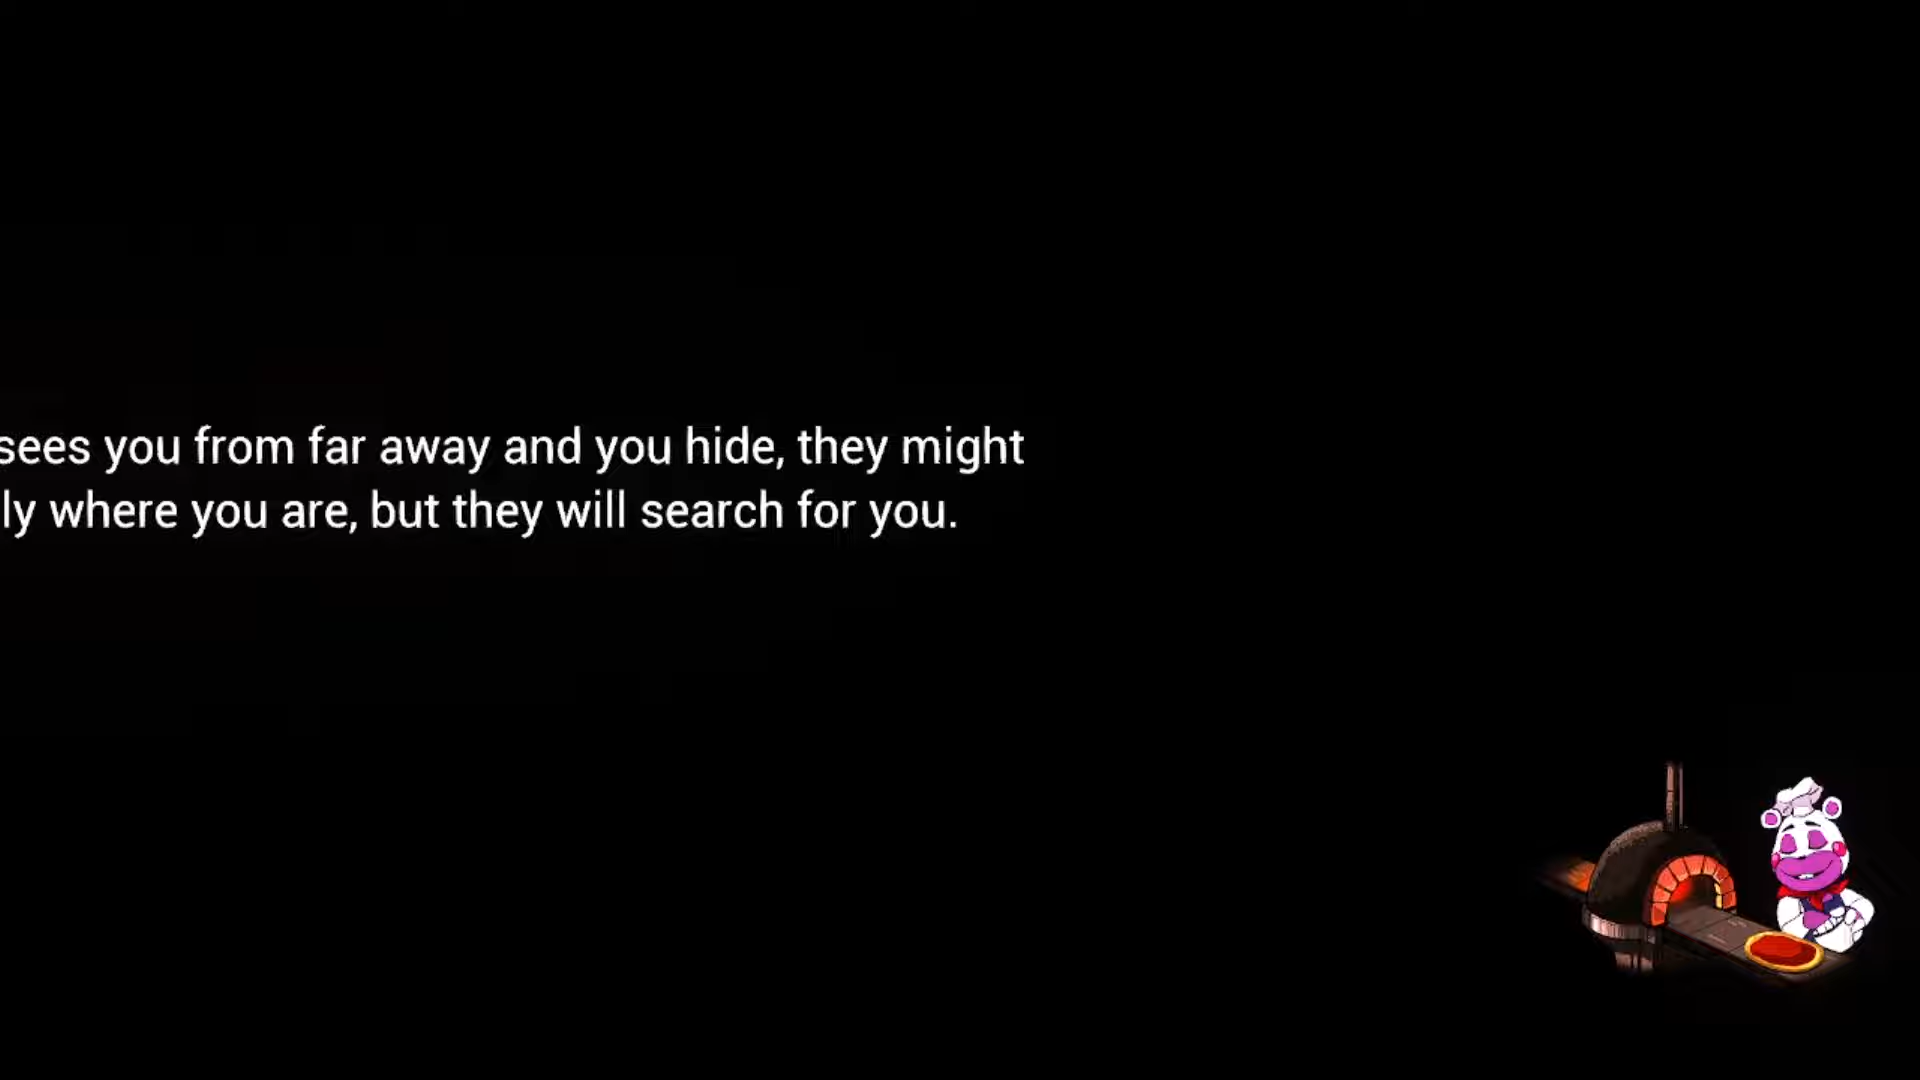 sees you from far away and you hide, they might
ly where you are, but they will search for you.